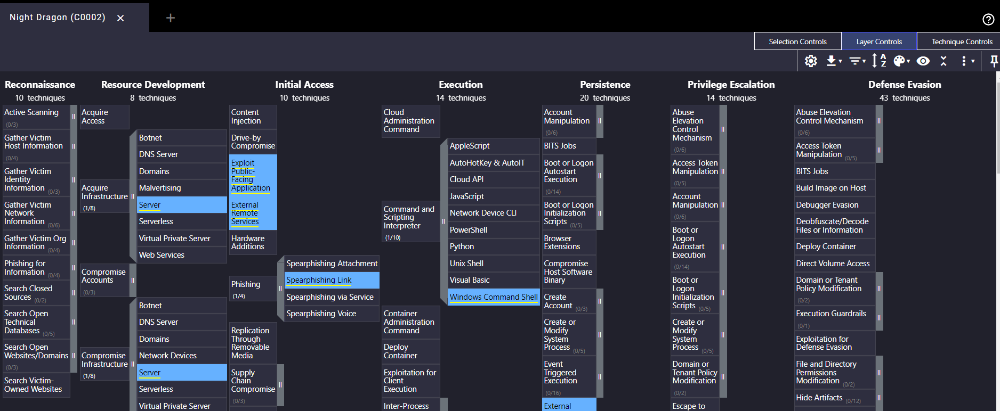 Night Dragon (C0002)
Selection Controls
Layer Controls
Technique Controls
A
Z
Reconnaissance
10 techniques
Active Scanning
(0/3)
Gather Victim
Host Information
(0/4)
Gather Victim
Identity
Information (0/3)
Gather Victim
Network
Information (0/6)
Gather Victim Org
Information (0/4)
Phishing for
Information (0/4)
Search Closed
Sources (0/2)
Search Open
Technical
Databases (0/5)
Search Open
Websites/Domains
(0/3)
Search Victim-
Owned Websites
Resource Development
8 techniques
Acquire
Access
Acquire
Infrastructure
(1/8)
Botnet
DNS Server
Domains
Malvertising
Server
Serverless
Virtual Private Server
Web Services
Compromise
Accounts
(0/3)
Compromise
Infrastructure
(1/8)
Botnet
DNS Server
Domains
Network Devices
Server
Serverless
Virtual Private Server
Initial Access
10 techniques
Content
Injection
Drive-by
Compromise
Exploit
Public-
Facing
Application
External
Remote
Services
Hardware
Additions
Phishing
(1/4)
Spearphishing Attachment
Spearphishing Link
Spearphishing via Service
Spearphishing Voice
Replication
Through
Removable
Media
Supply
Chain
Compromise
(0/3)
Execution
14 techniques
Cloud
Administration
Command
Command and
Scripting
Interpreter
(1/10)
AppleScript
AutoHotKey & AutoIT
Cloud API
JavaScript
Network Device CLI
PowerShell
Python
Unix Shell
Visual Basic
Windows Command Shell
Container
Administration
Command
Deploy
Container
Exploitation for
Client
Execution
Inter-Process
Persistence
20 techniques
Account
Manipulation
(0/6)
BITS Jobs
Boot or Logon
Autostart
Execution
(0/14)
Boot or Logon
Initialization
Scripts (0/5)
Browser
Extensions
Compromise
Host Software
Binary
Create
Account (0/3)
Create or
Modify
System
Process (0/5)
Event
Triggered
Execution
(0/16)
External
Privilege Escalation
14 techniques
Abuse
Elevation
Control
Mechanism
(0/6)
Access Token
Manipulation
(0/5)
Account
Manipulation
(0/6)
Boot or
Logon
Autostart
Execution
(0/14)
Boot or
Logon
Initialization
Scripts (0/5)
Create or
Modify
System
Process (0/5)
Domain or
Tenant Policy
Modification
(0/2)
Escape to
Defense Evasion
43 techniques
Abuse Elevation
Control Mechanism
(0/6)
Access Token
Manipulation (0/5)
BITS Jobs
Build Image on Host
Debugger Evasion
Deobfuscate/Decode
Files or Information
Deploy Container
Direct Volume Access
Domain or Tenant
Policy Modification
(0/2)
Execution Guardrails
(0/1)
Exploitation for
Defense Evasion
File and Directory
Permissions
Modification (0/2)
Hide Artifacts (0/12)